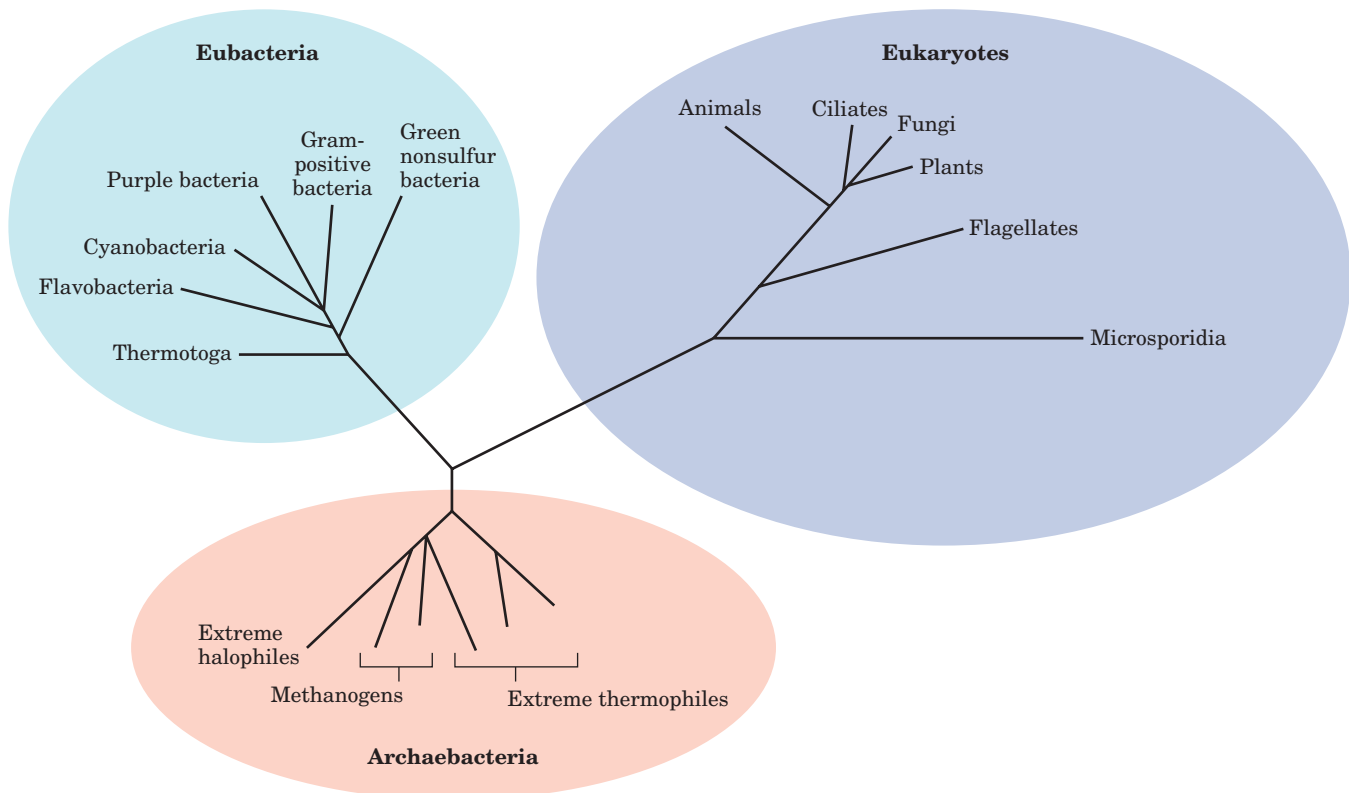 Eubacteria
Purple bacteria
Gram-
positive
bacteria
Green
nonsulfur
bacteria
Cyanobacteria
Flavobacteria
Thermotoga
Eukaryotes
Animals
Ciliates
Fungi
Plants
Flagellates
Microsporidia
Extreme
halophiles
Methanogens
Extreme thermophiles
Archaebacteria